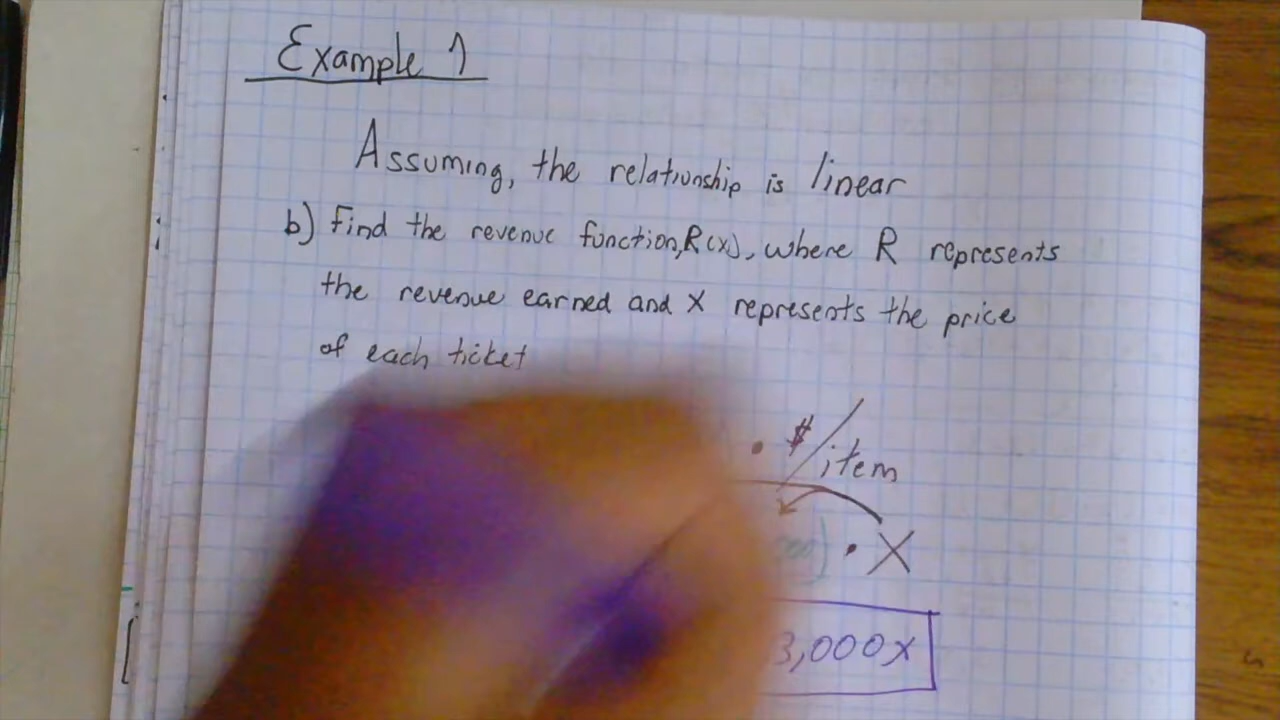 Example 1
Assuming, the relationship is linear
b) Find the revenue function, R(x), where R represents
the revenue earned and x represents the price
of each ticket
• $/item
) • X
3,000x